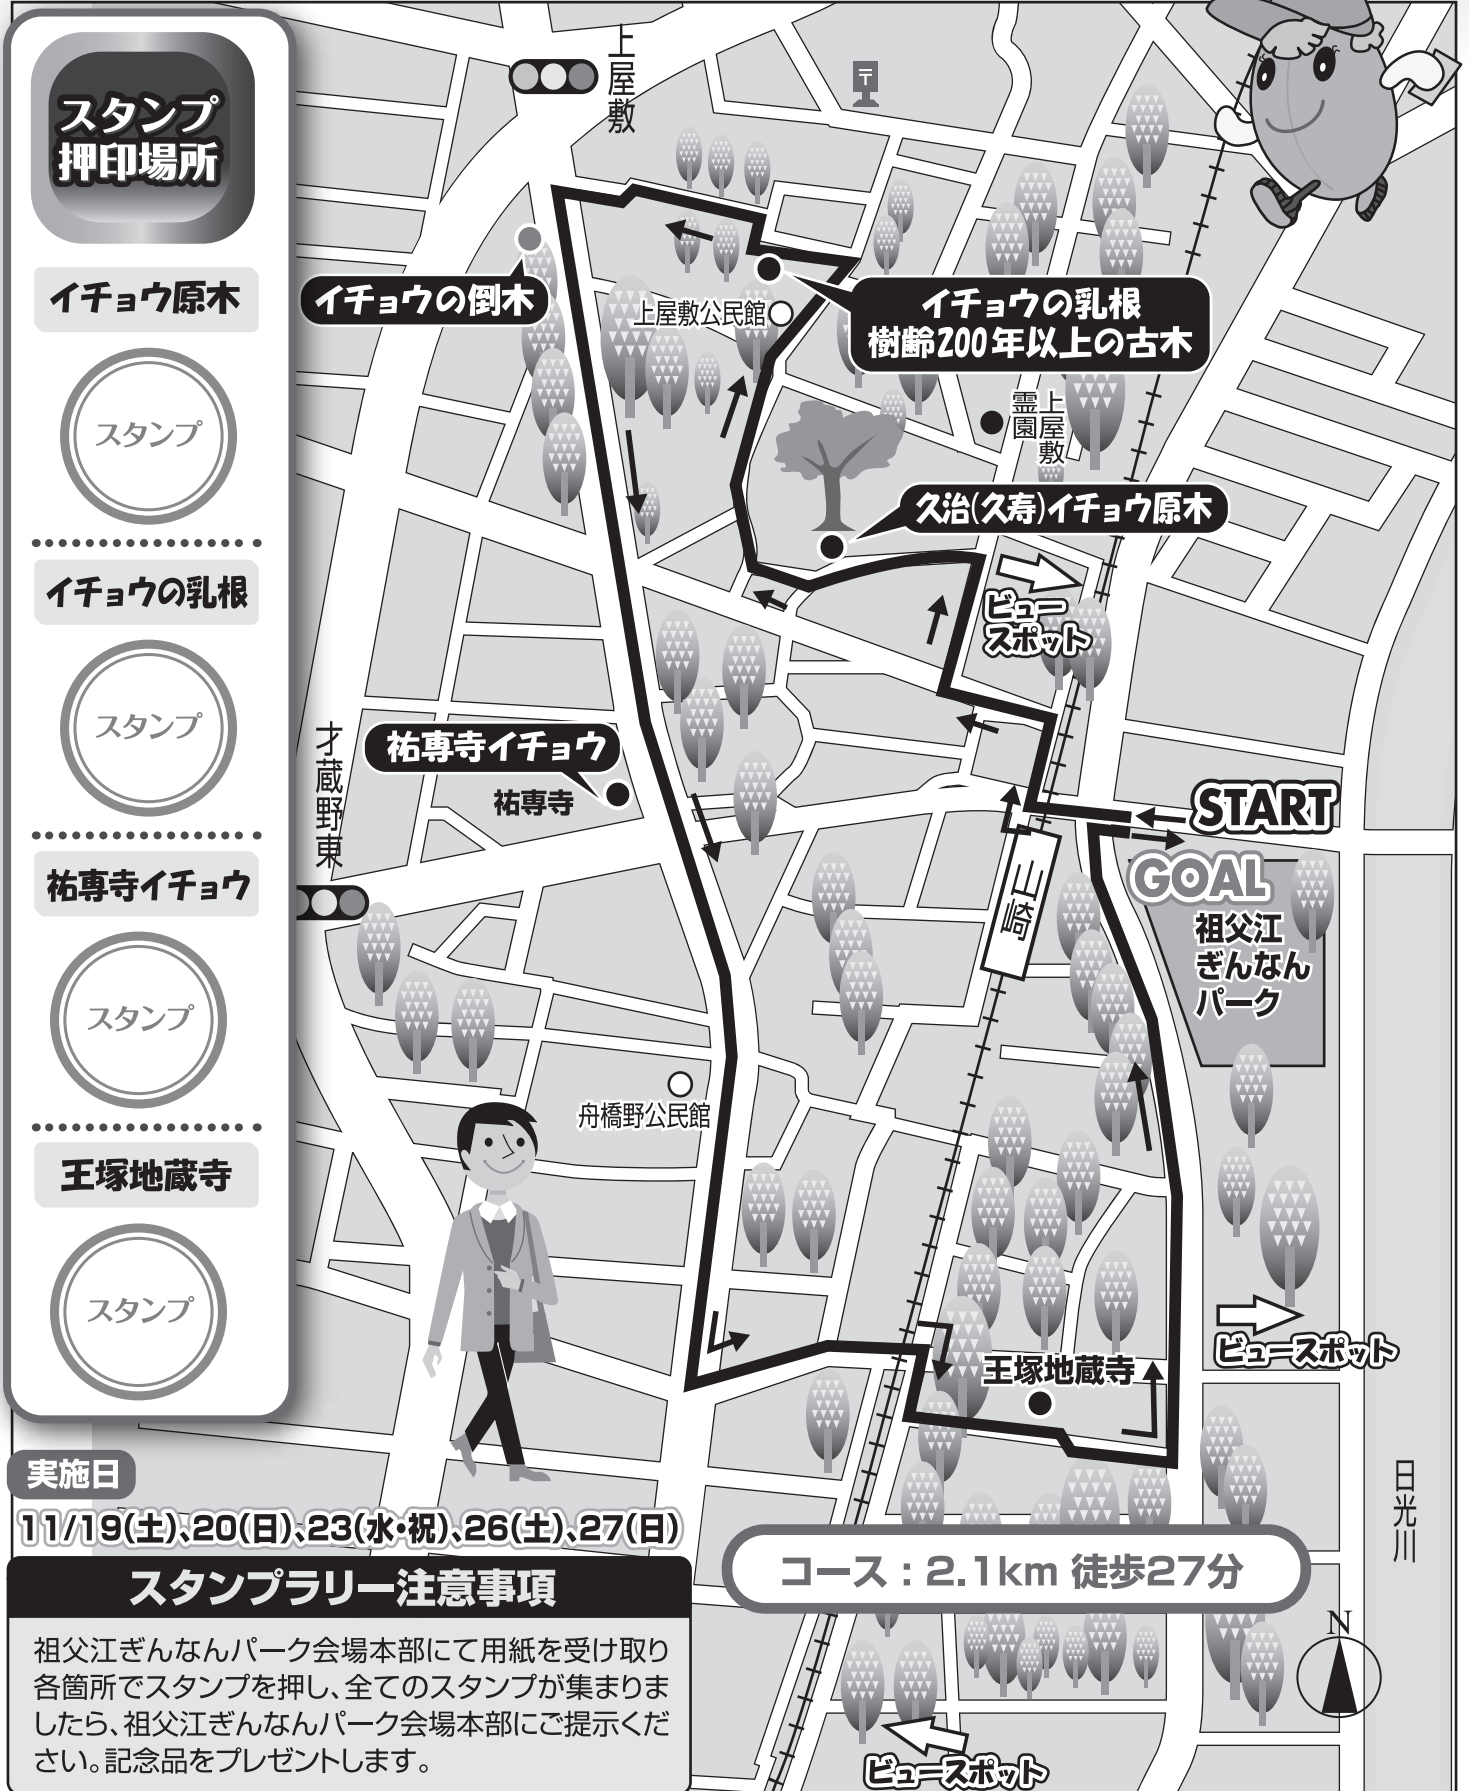 スタンプ
押印場所
イチョウ原木
スタンプ
イチョウの乳根
スタンプ
祐専寺イチョウ
スタンプ
王塚地蔵寺
スタンプ
上屋敷
〒
イチョウの倒木
上屋敷公民館
イチョウの乳根
樹齢200年以上の古木
上屋敷
霊園
久治(久寿)イチョウ原木
ビュー
スポット
祐専寺イチョウ
祐専寺
才蔵野東
START
GOAL
祖父江
ぎんなん
パーク
山崎
舟橋野公民館
ビュースポット
王塚地蔵寺
日光川
実施日
11/19(土)、20(日)、23(水・祝)、26(土)、27(日)
コース:2.1km 徒歩27分
スタンプラリー注意事項
祖父江ぎんなんパーク会場本部にて用紙を受け取り
各箇所でスタンプを押し、全てのスタンプが集まりま
したら、祖父江ぎんなんパーク会場本部にご提示くだ
さい。記念品をプレゼントします。
N
ビュースポット